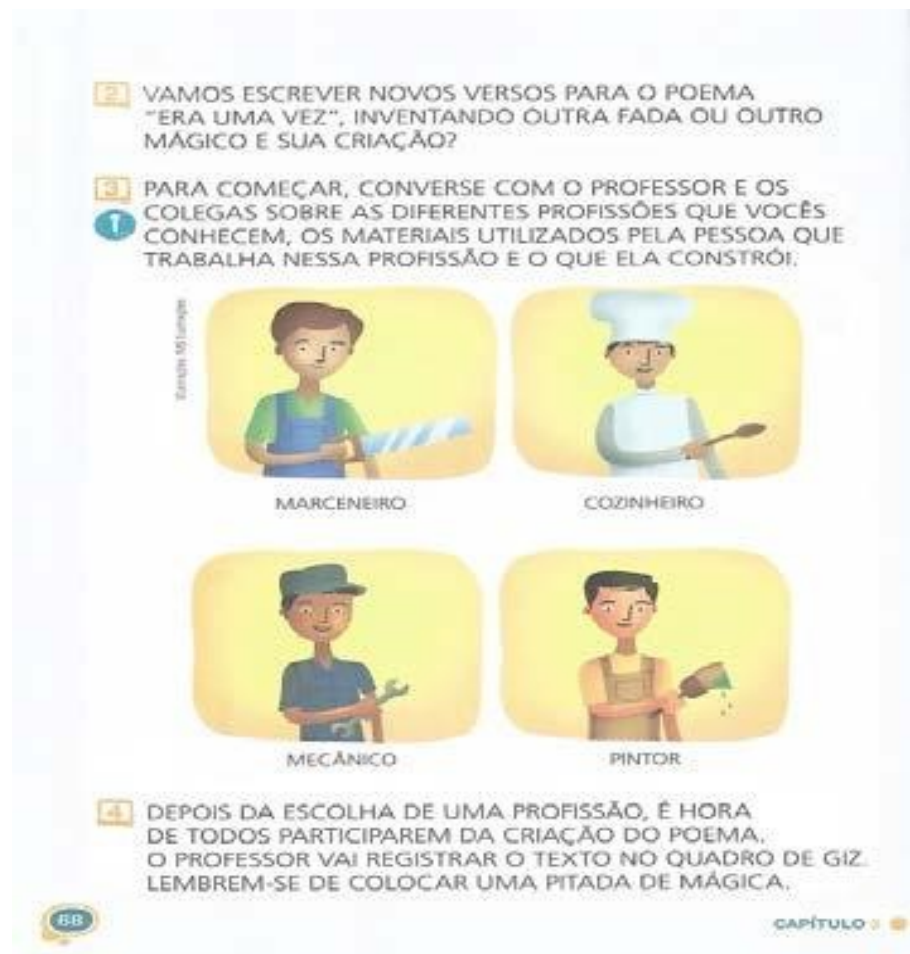 2 VAMOS ESCREVER NOVOS VERSOS PARA O POEMA
"ERA UMA VEZ", INVENTANDO OUTRA FADA OU OUTRO
MÁGICO E SUA CRIAÇÃO?
3 PARA COMEÇAR, CONVERSE COM O PROFESSOR E OS
COLEGAS SOBRE AS DIFERENTES PROFISSÕES QUE VOCÊS
CONHECEM, OS MATERIAIS UTILIZADOS PELA PESSOA QUE
TRABALHA NESSA PROFISSÃO E O QUE ELA CONSTRÓI.
MARCENEIRO
COZINHEIRO
MECÂNICO
PINTOR
4 DEPOIS DA ESCOLHA DE UMA PROFISSÃO, É HORA
DE TODOS PARTICIPAREM DA CRIAÇÃO DO POEMA.
O PROFESSOR VAI REGISTRAR O TEXTO NO QUADRO DE GIZ.
LEMBREM-SE DE COLOCAR UMA PITADA DE MÁGICA.
68
CAPÍTULO 3